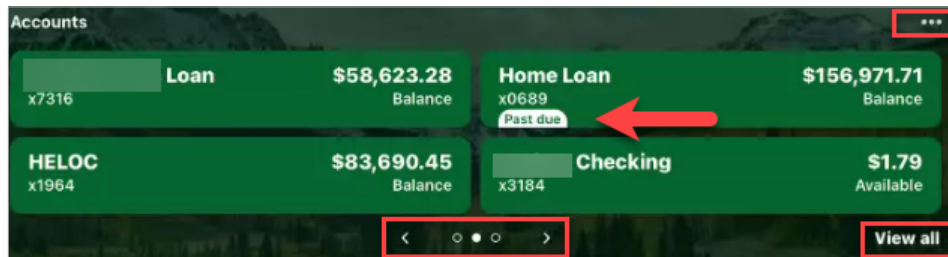 Accounts
Loan $58,623.28
x7316 Balance
Home Loan $156,971.71
x0689 Balance
Past due
HELOC $83,690.45
x1964 Balance
Checking $1.79
x3184 Available
View all